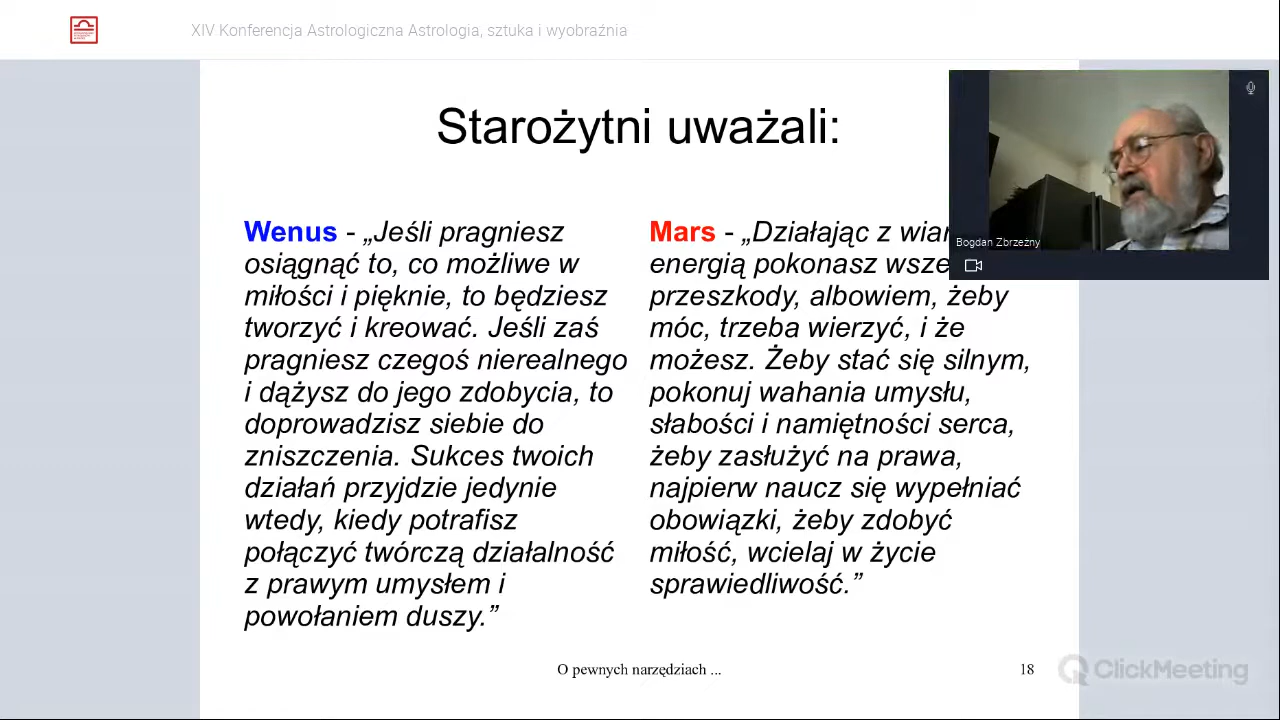 XIV Konferencja Astrologiczna Astrologia, sztuka i wyobraźnia
Starożytni uważali:
Wenus - „Jeśli pragniesz
osiągnąć to, co możliwe w
miłości i pięknie, to będziesz
tworzyć i kreować. Jeśli zaś
pragniesz czegoś nierealnego
i dążysz do jego zdobycia, to
doprowadzisz siebie do
zniszczenia. Sukces twoich
działań przyjdzie jedynie
wtedy, kiedy potrafisz
połączyć twórczą działalność
z prawym umysłem i
powołaniem duszy.”
Mars - „Działając z
energią pokonasz
przeszkody, albowiem, żeby
móc, trzeba wierzyć, i że
możesz. Żeby stać się silnym,
pokonuj wahania umysłu,
słabości i namiętności serca,
żeby zasłużyć na prawa,
najpierw naucz się wypełniać
obowiązki, żeby zdobyć
miłość, wcielaj w życie
sprawiedliwość.”
Bogdan Zbrzeźny
O pewnych narzędziach ...
18
ClickMeeting